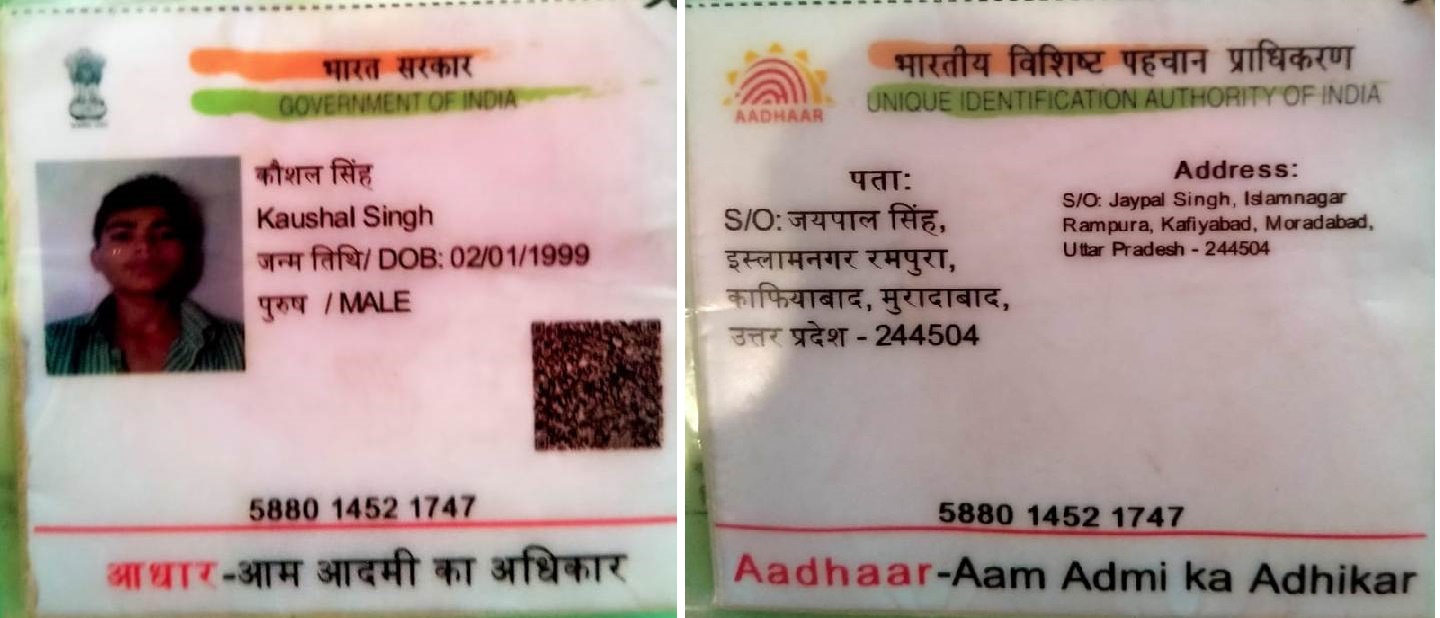 भारत सरकार
GOVERNMENT OF INDIA
कौशल सिंह
Kaushal Singh
जन्म तिथि/ DOB: 02/01/1999
पुरुष / MALE
5880 1452 1747
आधार-आम आदमी का अधिकार
भारतीय विशिष्ट पहचान प्राधिकरण
UNIQUE IDENTIFICATION AUTHORITY OF INDIA
AADHAAR
पता:
S/O: जयपाल सिंह,
इस्लामनगर रमपुरा,
काफियाबाद, मुरादाबाद,
उत्तर प्रदेश - 244504
Address:
S/O: Jaypal Singh, Islamnagar
Rampura, Kafiyabad, Moradabad,
Uttar Pradesh - 244504
5880 1452 1747
Aadhaar-Aam Admi ka Adhikar